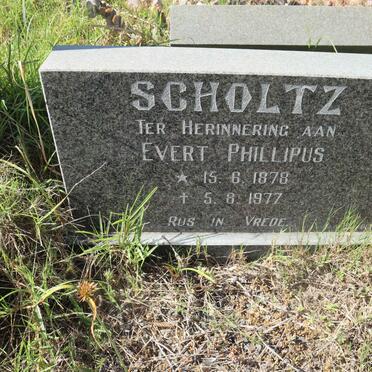 SCHOLTZ
TER HERINNERING AAN
EVERT PHILLIPUS
* 15.6.1878
† 5.8.1977
RUS IN VREDE